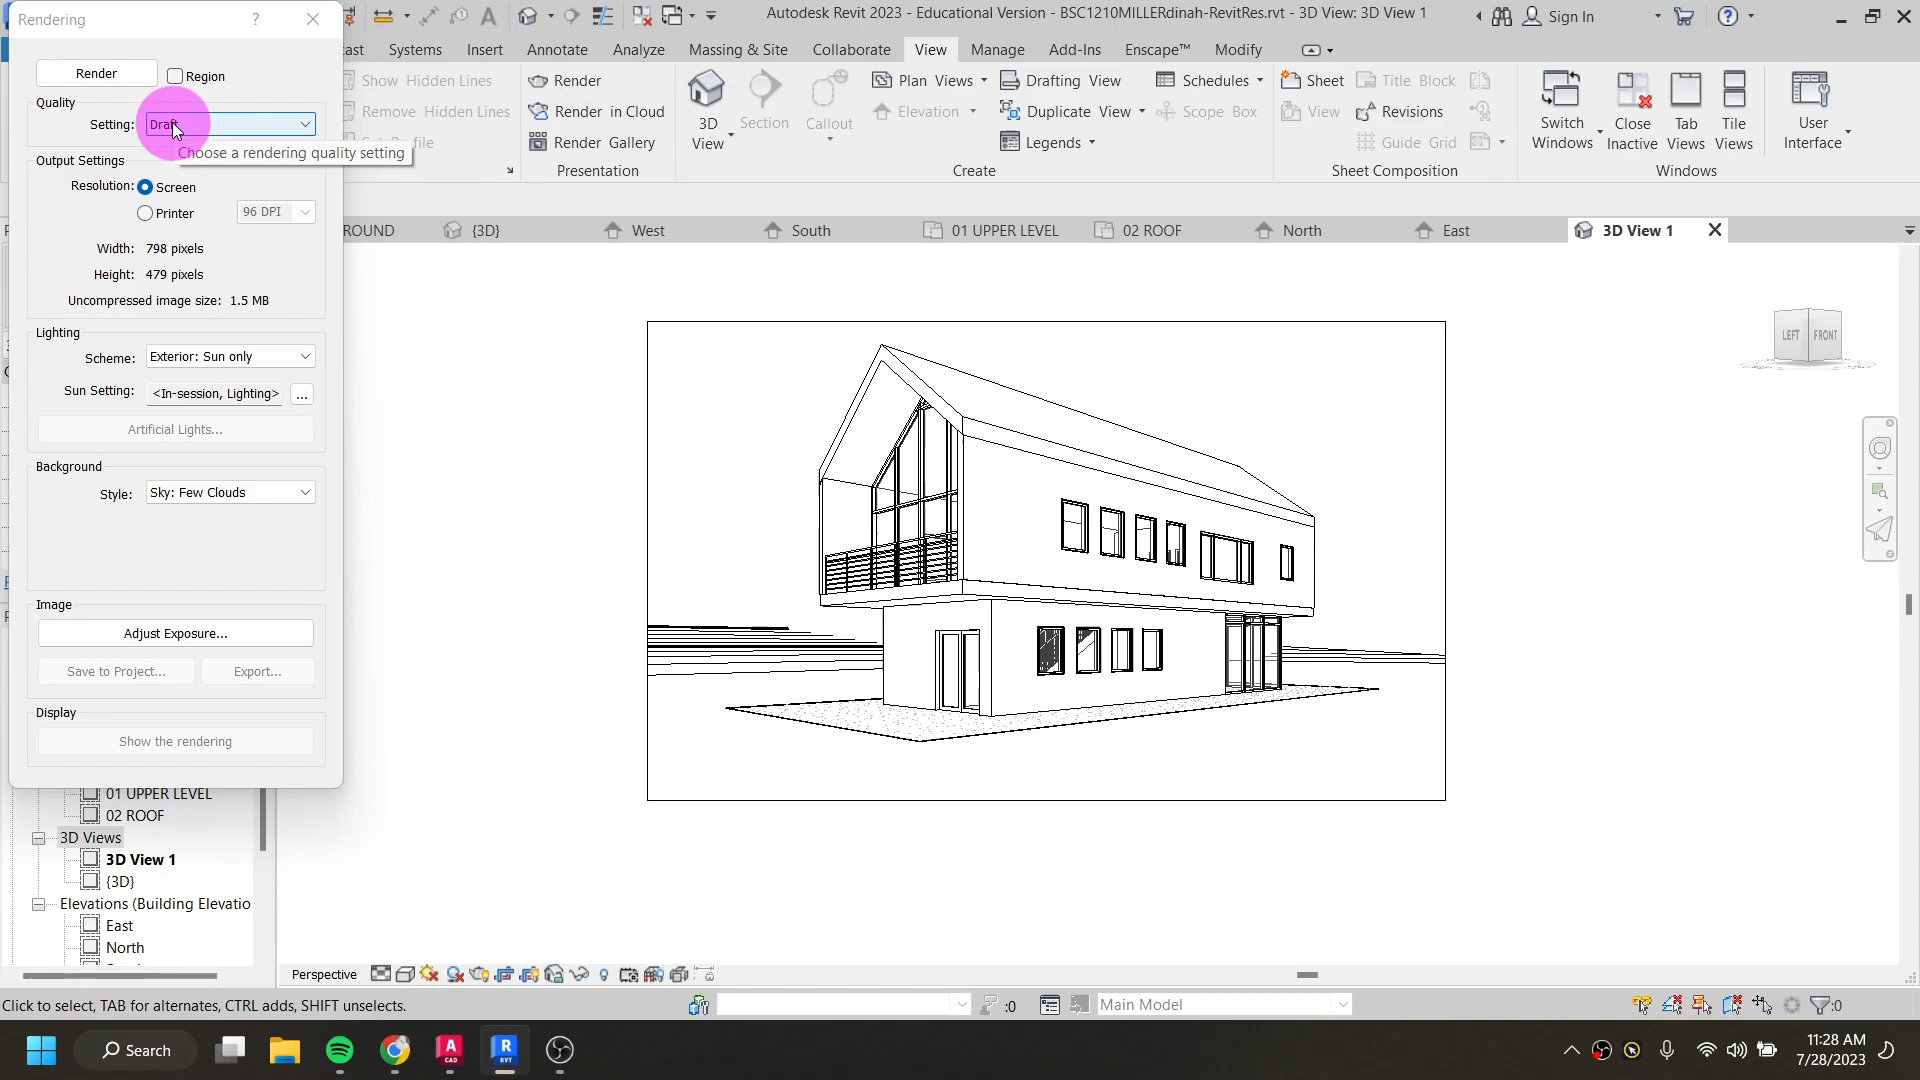 Rendering
?
Autodesk Revit 2023 - Educational Version - BSC1210MILLERdinah-RevitRes.rvt - 3D View: 3D View 1
Sign In
Systems
Insert
Annotate
Analyze
Massing & Site
Collaborate
View
Manage
Add-Ins
Enscape™
Modify
Render
Region
Quality
Setting:
Draft
Choose a rendering quality setting
Output Settings
Resolution:
Screen
Printer
96 DPI
Width: 798 pixels
Height: 479 pixels
Uncompressed image size: 1.5 MB
Lighting
Scheme:
Exterior: Sun only
Sun Setting:
<In-session, Lighting>
...
Artificial Lights...
Background
Style:
Sky: Few Clouds
Image
Adjust Exposure...
Save to Project...
Export...
Display
Show the rendering
Show Hidden Lines
Remove Hidden Lines
Render
Render in Cloud
Render Gallery
Presentation
3D
View
Section
Callout
Plan Views
Elevation
Drafting View
Duplicate View
Legends
Schedules
Scope Box
Create
Sheet
View
Title Block
Revisions
Guide Grid
Sheet Composition
Switch
Windows
Close
Inactive
Tab
Views
Tile
Views
Windows
User
Interface
ROUND
{3D}
West
South
01 UPPER LEVEL
02 ROOF
North
East
3D View 1
LEFT
FRONT
01 UPPER LEVEL
02 ROOF
3D Views
3D View 1
{3D}
Elevations (Building Elevatio
East
North
Perspective
Click to select, TAB for alternates, CTRL adds, SHIFT unselects.
:0
Main Model
:0
Search
11:28 AM
7/28/2023